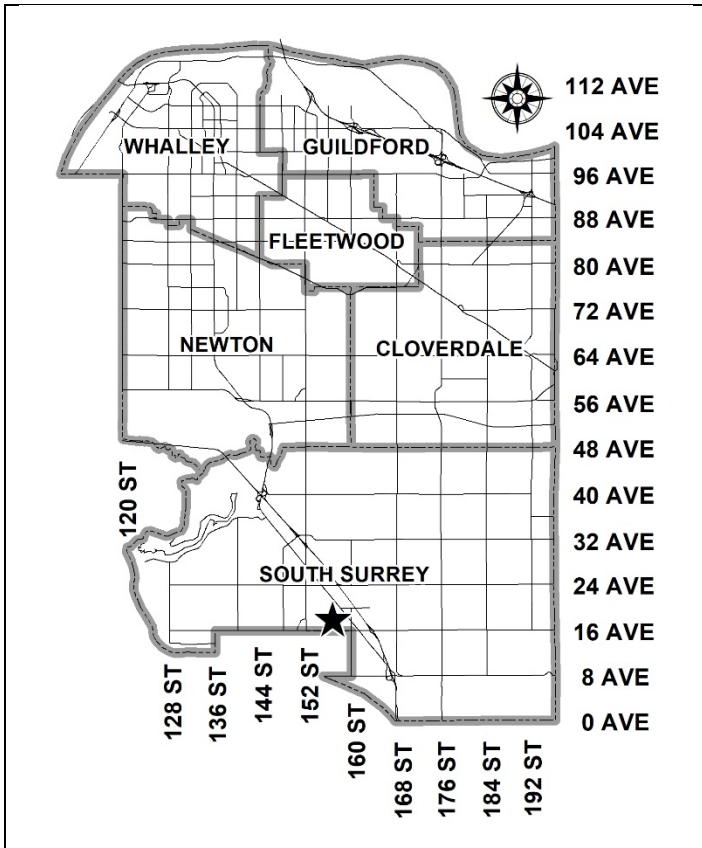 112 AVE
104 AVE
WHALLEY
GUILDFORD
96 AVE
88 AVE
FLEETWOOD
80 AVE
72 AVE
NEWTON
CLOVERDALE
64 AVE
56 AVE
48 AVE
120 ST
40 AVE
32 AVE
SOUTH SURREY
24 AVE
16 AVE
8 AVE
128 ST
136 ST
144 ST
152 ST
160 ST
0 AVE
168 ST
176 ST
184 ST
192 ST